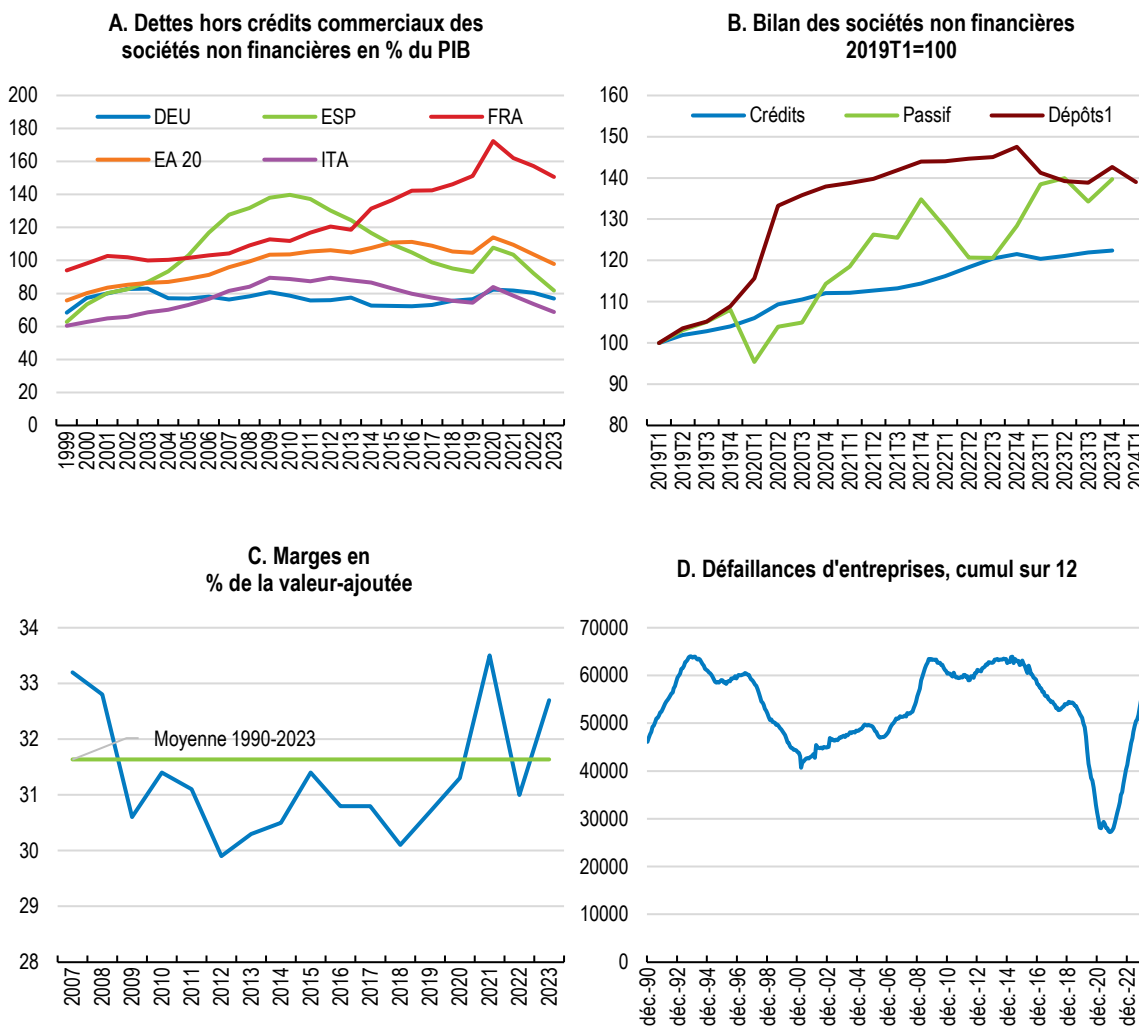 A. Dettes hors crédits commerciaux des
sociétés non financières en % du PIB
200
180
160
140
120
100
80
60
40
20
0
DEU
ESP
FRA
EA 20
ITA
1999
2000
2001
2002
2003
2004
2005
2006
2007
2008
2009
2010
2011
2012
2013
2014
2015
2016
2017
2018
2019
2020
2021
2022
2023
B. Bilan des sociétés non financières
2019T1=100
160
150
140
130
120
110
100
90
80
Crédits
Passif
Dépôts1
2019T1
2019T2
2019T3
2019T4
2020T1
2020T2
2020T3
2020T4
2021T1
2021T2
2021T3
2021T4
2022T1
2022T2
2022T3
2022T4
2023T1
2023T2
2023T3
2023T4
2024T1
C. Marges en
% de la valeur-ajoutée
34
33
32
31
30
29
28
Moyenne 1990-2023
2007
2008
2009
2010
2011
2012
2013
2014
2015
2016
2017
2018
2019
2020
2021
2022
2023
D. Défaillances d'entreprises, cumul sur 12
70000
60000
50000
40000
30000
20000
10000
0
déc.-90
déc.-92
déc.-94
déc.-96
déc.-98
déc.-00
déc.-02
déc.-04
déc.-06
déc.-08
déc.-10
déc.-12
déc.-14
déc.-16
déc.-18
déc.-20
déc.-22